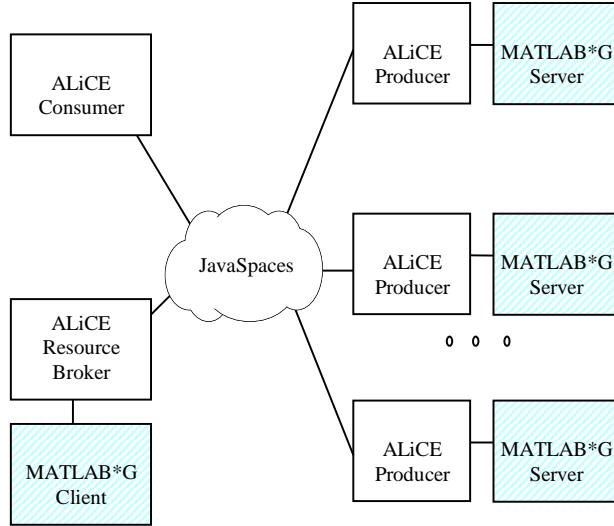 ALiCE
Consumer
ALiCE
Producer
MATLAB*G
Server
JavaSpaces
ALiCE
Producer
MATLAB*G
Server
ALiCE
Resource
Broker
ALiCE
Producer
MATLAB*G
Server
MATLAB*G
Client